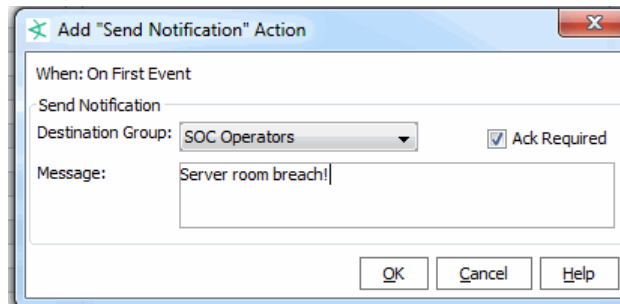 Add "Send Notification" Action
When: On First Event
Send Notification
Destination Group: SOC Operators Ack Required
Message: Server room breach!
OK Cancel Help